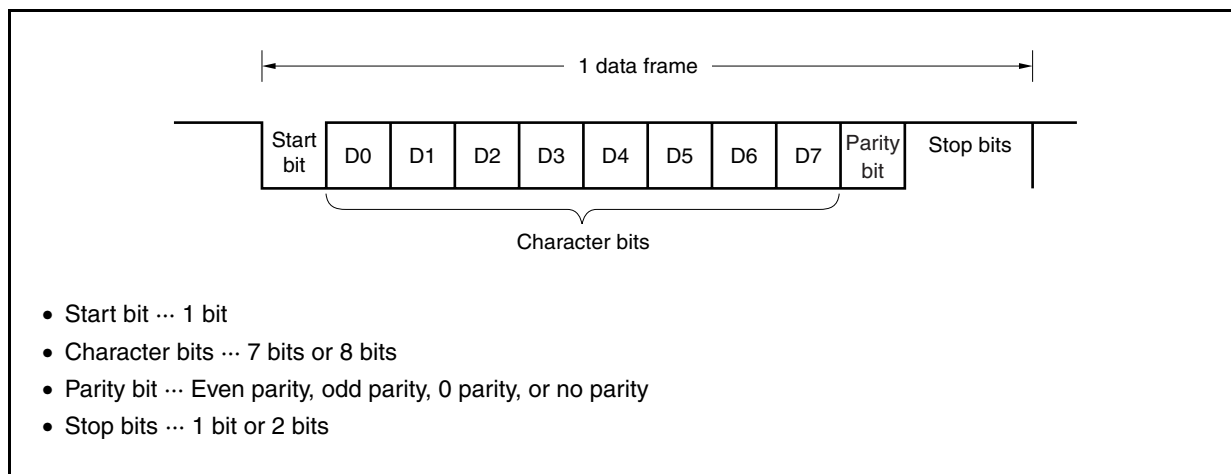 1 data frame
Start bit D0 D1 D2 D3 D4 D5 D6 D7 Parity bit Stop bits
Character bits
• Start bit ··· 1 bit
• Character bits ··· 7 bits or 8 bits
• Parity bit ··· Even parity, odd parity, 0 parity, or no parity
• Stop bits ··· 1 bit or 2 bits